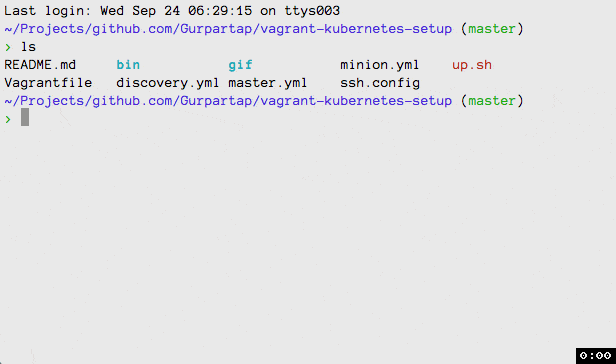 Last login: Wed Sep 24 06:29:15 on ttys003
~/Projects/github.com/Gurpartap/vagrant-kubernetes-setup (master)
› ls
README.md bin gif minion.yml up.sh
Vagrantfile discovery.yml master.yml ssh.config
~/Projects/github.com/Gurpartap/vagrant-kubernetes-setup (master)
›
0:00